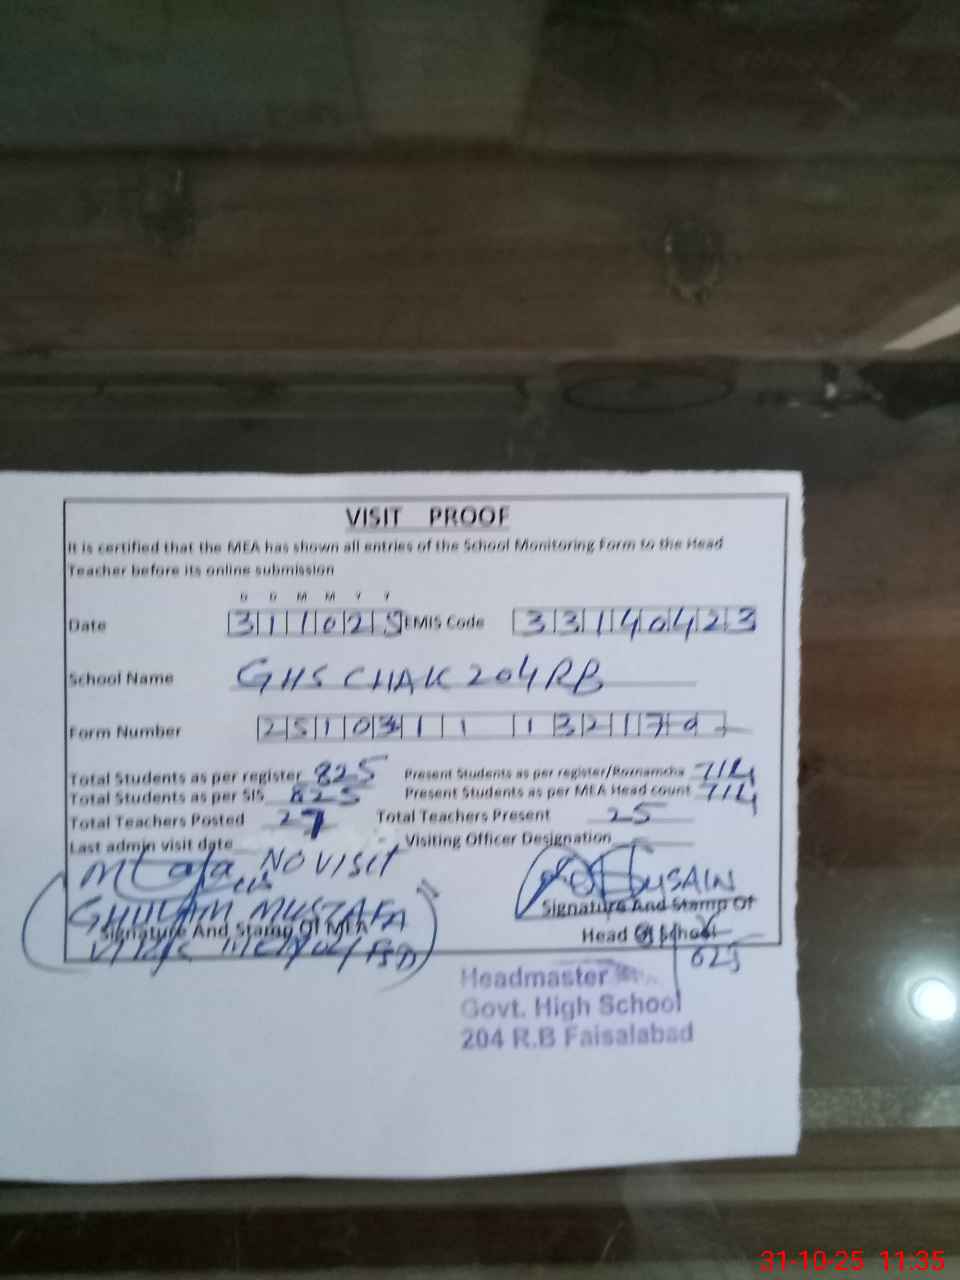 VISIT PROOF
It is certified that the MEA has shown all entries of the School Monitoring Form to the Head
Teacher before its online submission
D D M M Y Y
Date 311025 EMIS Code 33140423
School Name GHS CHAK 204 RB
Form Number
Total Students as per register 825 Present Students as per register/Roznamcha 714
Total Students as per SIS 825 Present Students as per MEA Head count 714
Total Teachers Posted 27 Total Teachers Present 25
Last admin visit date Visiting Officer Designation
NO VISIT
GHULAM MUSTAFA
Signature And Stamp Of MEA
Signature And Stamp Of
Head Of School
Headmaster
Govt. High School
204 R.B Faisalabad
31-10-25 11:35